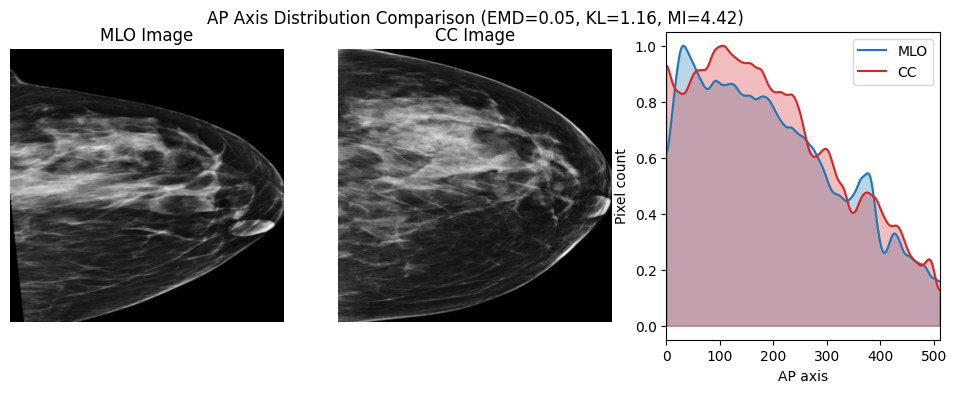 AP Axis Distribution Comparison (EMD=0.05, KL=1.16, MI=4.42)
MLO Image
CC Image
MLO
CC
Pixel count
1.0
0.8
0.6
0.4
0.2
0.0
0 100 200 300 400 500
AP axis